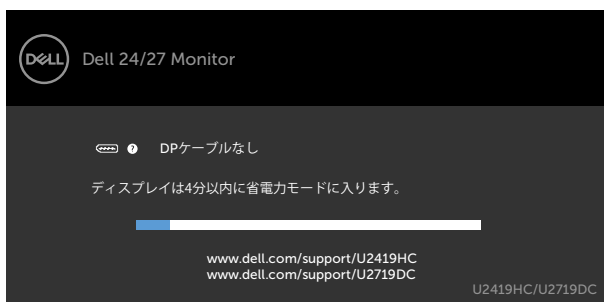 DELL
Dell 24/27 Monitor
? DPケーブルなし
ディスプレイは4分以内に省電力モードに入ります。
www.dell.com/support/U2419HC
www.dell.com/support/U2719DC
U2419HC/U2719DC